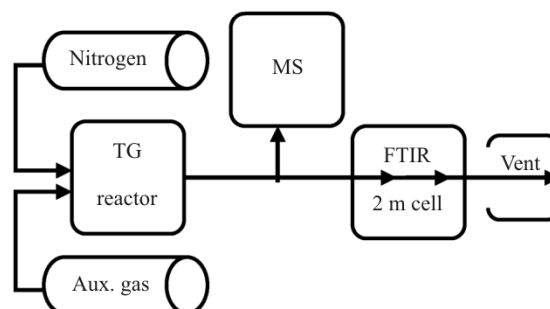 Nitrogen
MS
TG
reactor
FTIR
2 m cell
Vent
Aux. gas